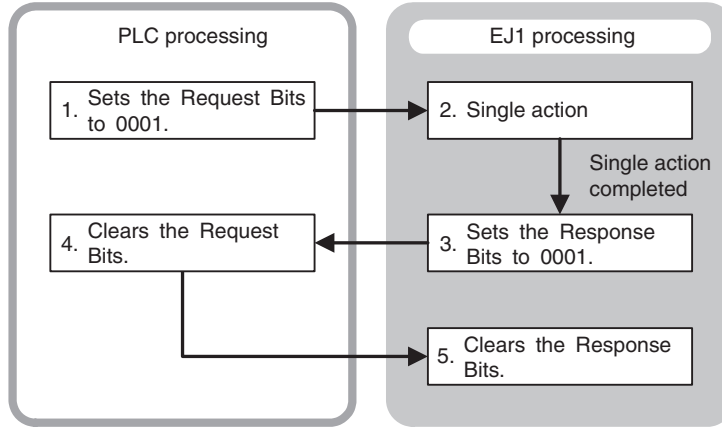 PLC processing
EJ1 processing
1. Sets the Request Bits
to 0001.
2. Single action
Single action
completed
3. Sets the Response
Bits to 0001.
4. Clears the Request
Bits.
5. Clears the Response
Bits.